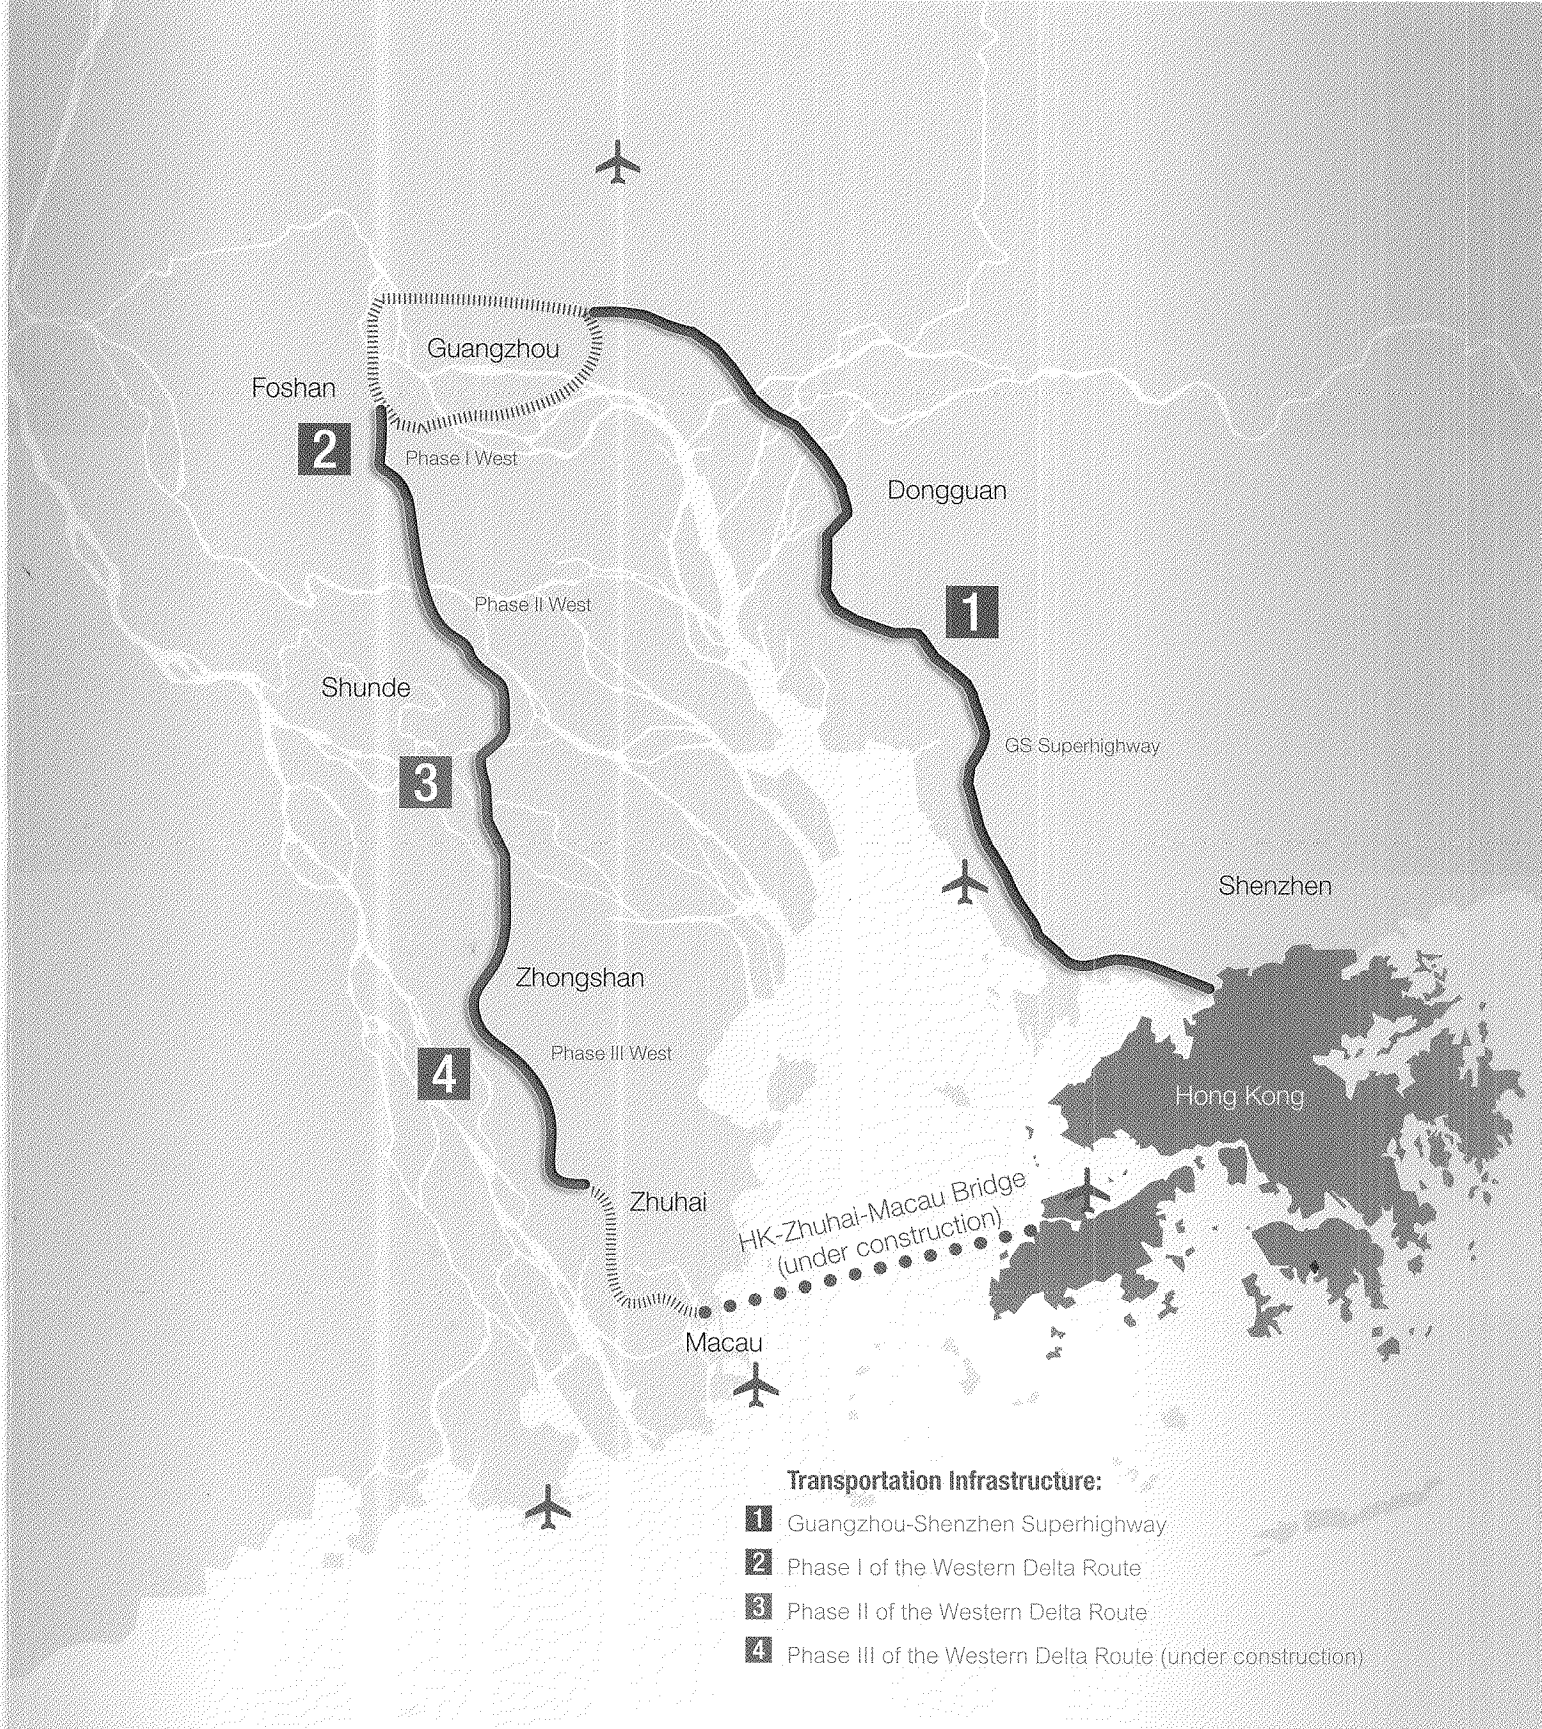 Guangzhou
Foshan
2
Phase I West
Dongguan
1
Phase II West
Shunde
GS Superhighway
3
Shenzhen
Zhongshan
Phase III West
4
Hong Kong
Zhuhai
HK-Zhuhai-Macau Bridge
(under construction)
Macau
Transportation Infrastructure:
1 Guangzhou-Shenzhen Superhighway
2 Phase I of the Western Delta Route
3 Phase II of the Western Delta Route
4 Phase III of the Western Delta Route (under construction)